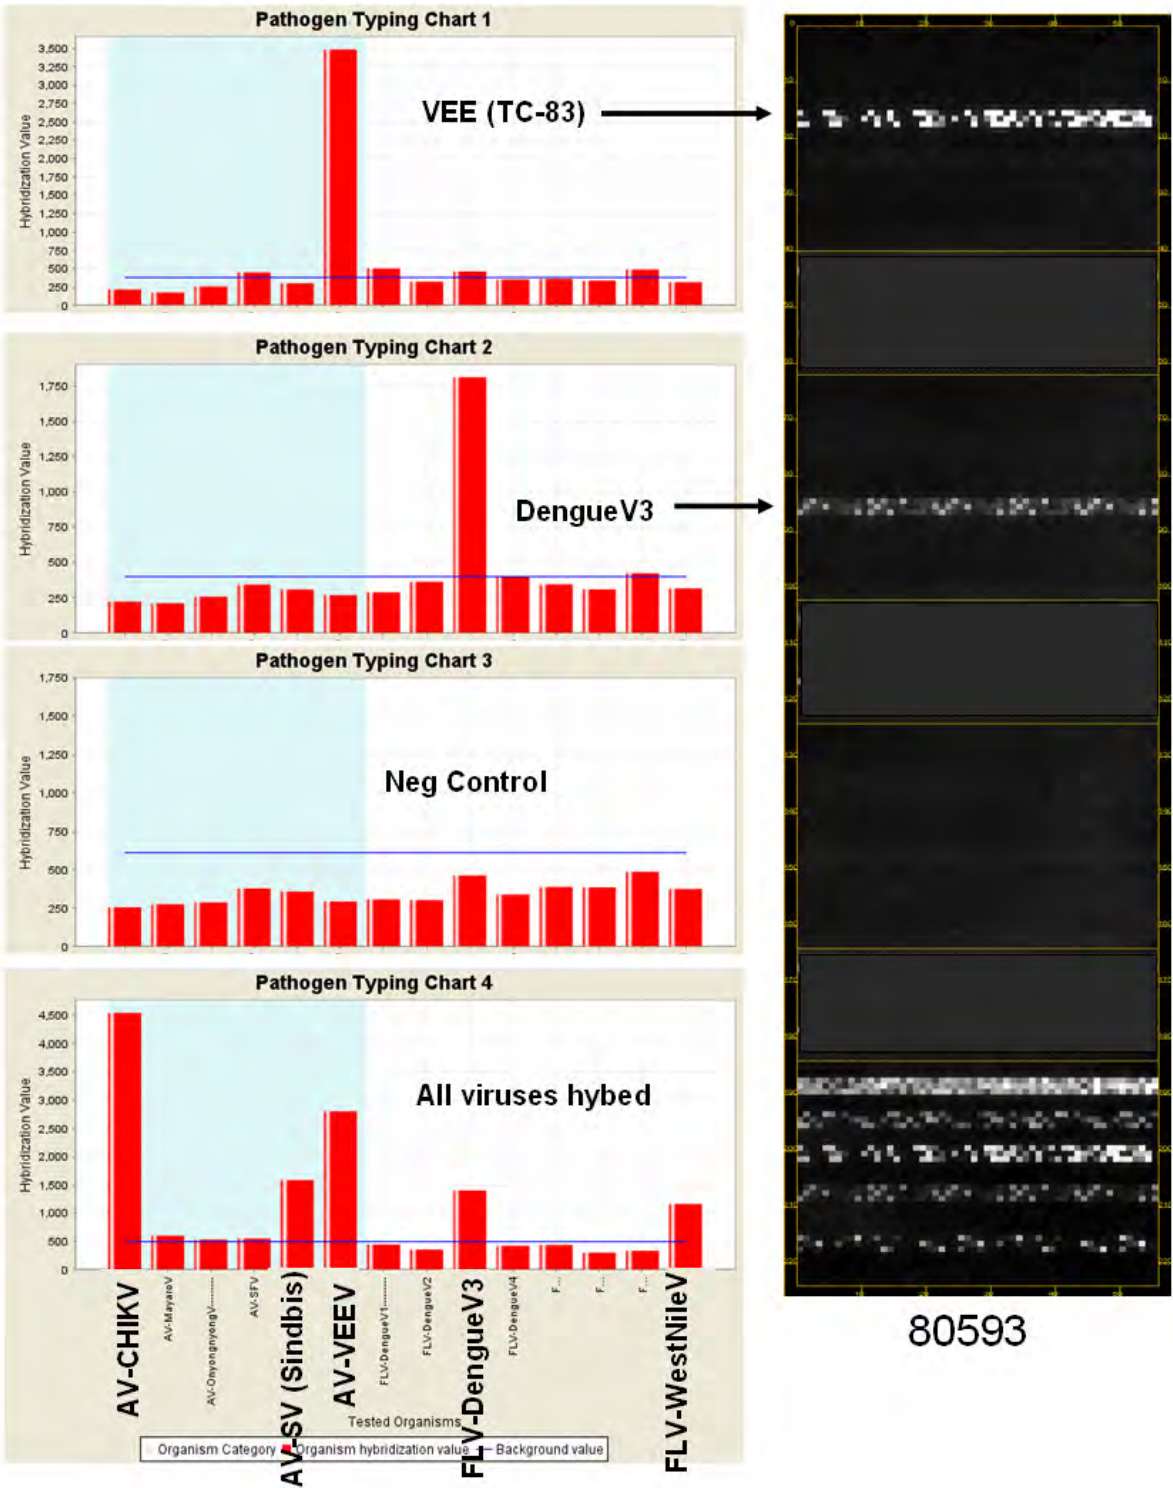 Pathogen Typing Chart 1
Hybridization Value
3,500
3,250
3,000
2,750
2,500
2,250
2,000
1,750
1,500
1,250
1,000
750
500
250
0
VEE (TC-83)
Pathogen Typing Chart 2
Hybridization Value
1,750
1,500
1,250
1,000
750
500
250
0
DengueV3
Pathogen Typing Chart 3
Hybridization Value
1,750
1,500
1,250
1,000
750
500
250
0
Neg Control
Pathogen Typing Chart 4
Hybridization Value
4,500
4,000
3,500
3,000
2,500
2,000
1,500
1,000
500
0
All viruses hybed
AV-CHIKV
AV-MayaroV
AV-OnyongnyongV--------
AV-SFV
AV-SV (Sindbis)
AV-VEEV
FLV-DengueV1--------
FLV-DengueV2
FLV-DengueV3
FLV-DengueV4
F...
F...
F...
FLV-WestNileV
Tested Organisms
Organism Category Organism hybridization value Background value
80593